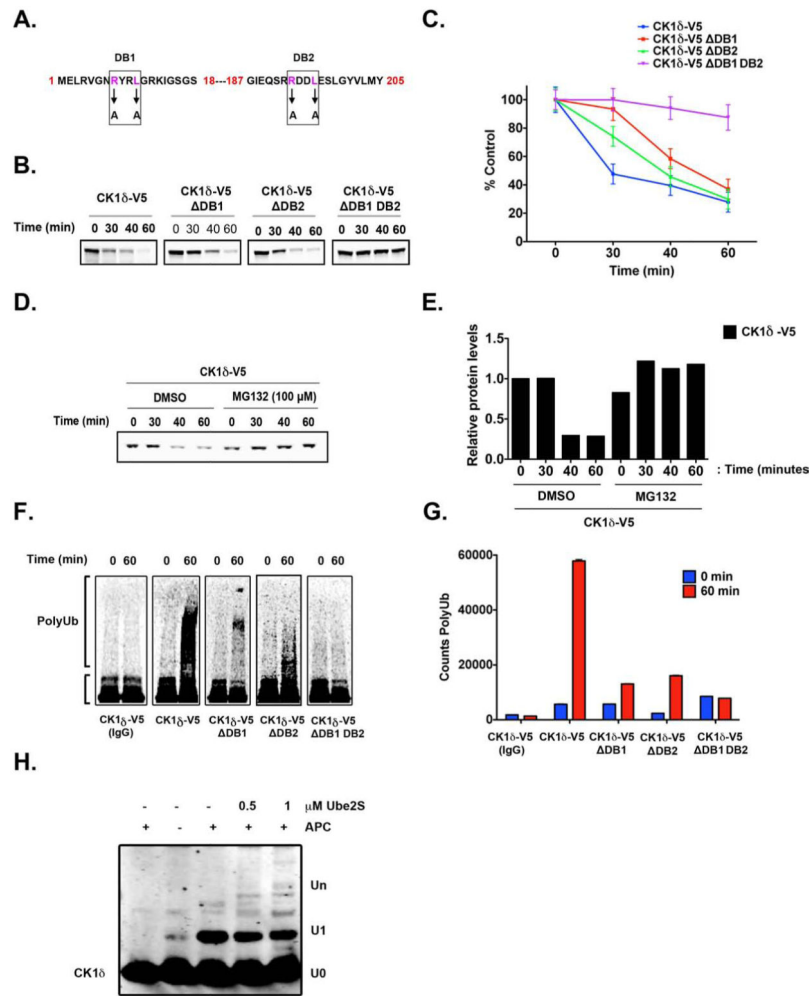 A.
DB1
DB2
1 MELRVGNRYRLGRKIGSGS 18---187 GIEQSRRDDLESLGYVLMY 205
A A
A A
B.
CK1δ-V5
CK1δ-V5 ΔDB1
CK1δ-V5 ΔDB2
CK1δ-V5 ΔDB1 DB2
Time (min)
0 30 40 60
0 30 40 60
0 30 40 60
0 30 40 60
C.
CK1δ-V5
CK1δ-V5 ΔDB1
CK1δ-V5 ΔDB2
CK1δ-V5 ΔDB1 DB2
% Control
100
80
60
40
20
0
0 30 40 60
Time (min)
D.
CK1δ-V5
DMSO
MG132 (100 µM)
Time (min)
0 30 40 60
0 30 40 60
E.
CK1δ -V5
Relative protein levels
1.5
1.0
0.5
0.0
0 30 40 60 0 30 40 60 : Time (minutes
DMSO MG132
CK1δ-V5
F.
Time (min) 0 60 0 60 0 60 0 60 0 60
PolyUb
CK1δ-V5 (IgG)
CK1δ-V5
CK1δ-V5 ΔDB1
CK1δ-V5 ΔDB2
CK1δ-V5 ΔDB1 DB2
G.
0 min
60 min
Counts PolyUb
60000
40000
20000
0
CK1δ-V5 (IgG)
CK1δ-V5
CK1δ-V5 ΔDB1
CK1δ-V5 ΔDB2
CK1δ-V5 ΔDB1 DB2
H.
- - - 0.5 1 µM Ube2S
+ - + + + APC
Un
U1
CK1δ U0